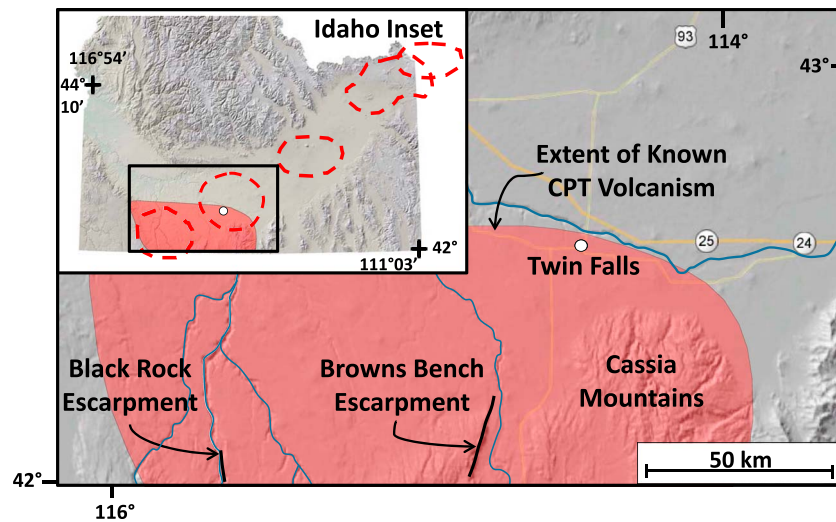 Idaho Inset
116°54’
44°
10’
42°
111°03’
93
114°
43°
Extent of Known
CPT Volcanism
25
24
Twin Falls
Black Rock
Escarpment
Browns Bench
Escarpment
Cassia
Mountains
50 km
42°
116°